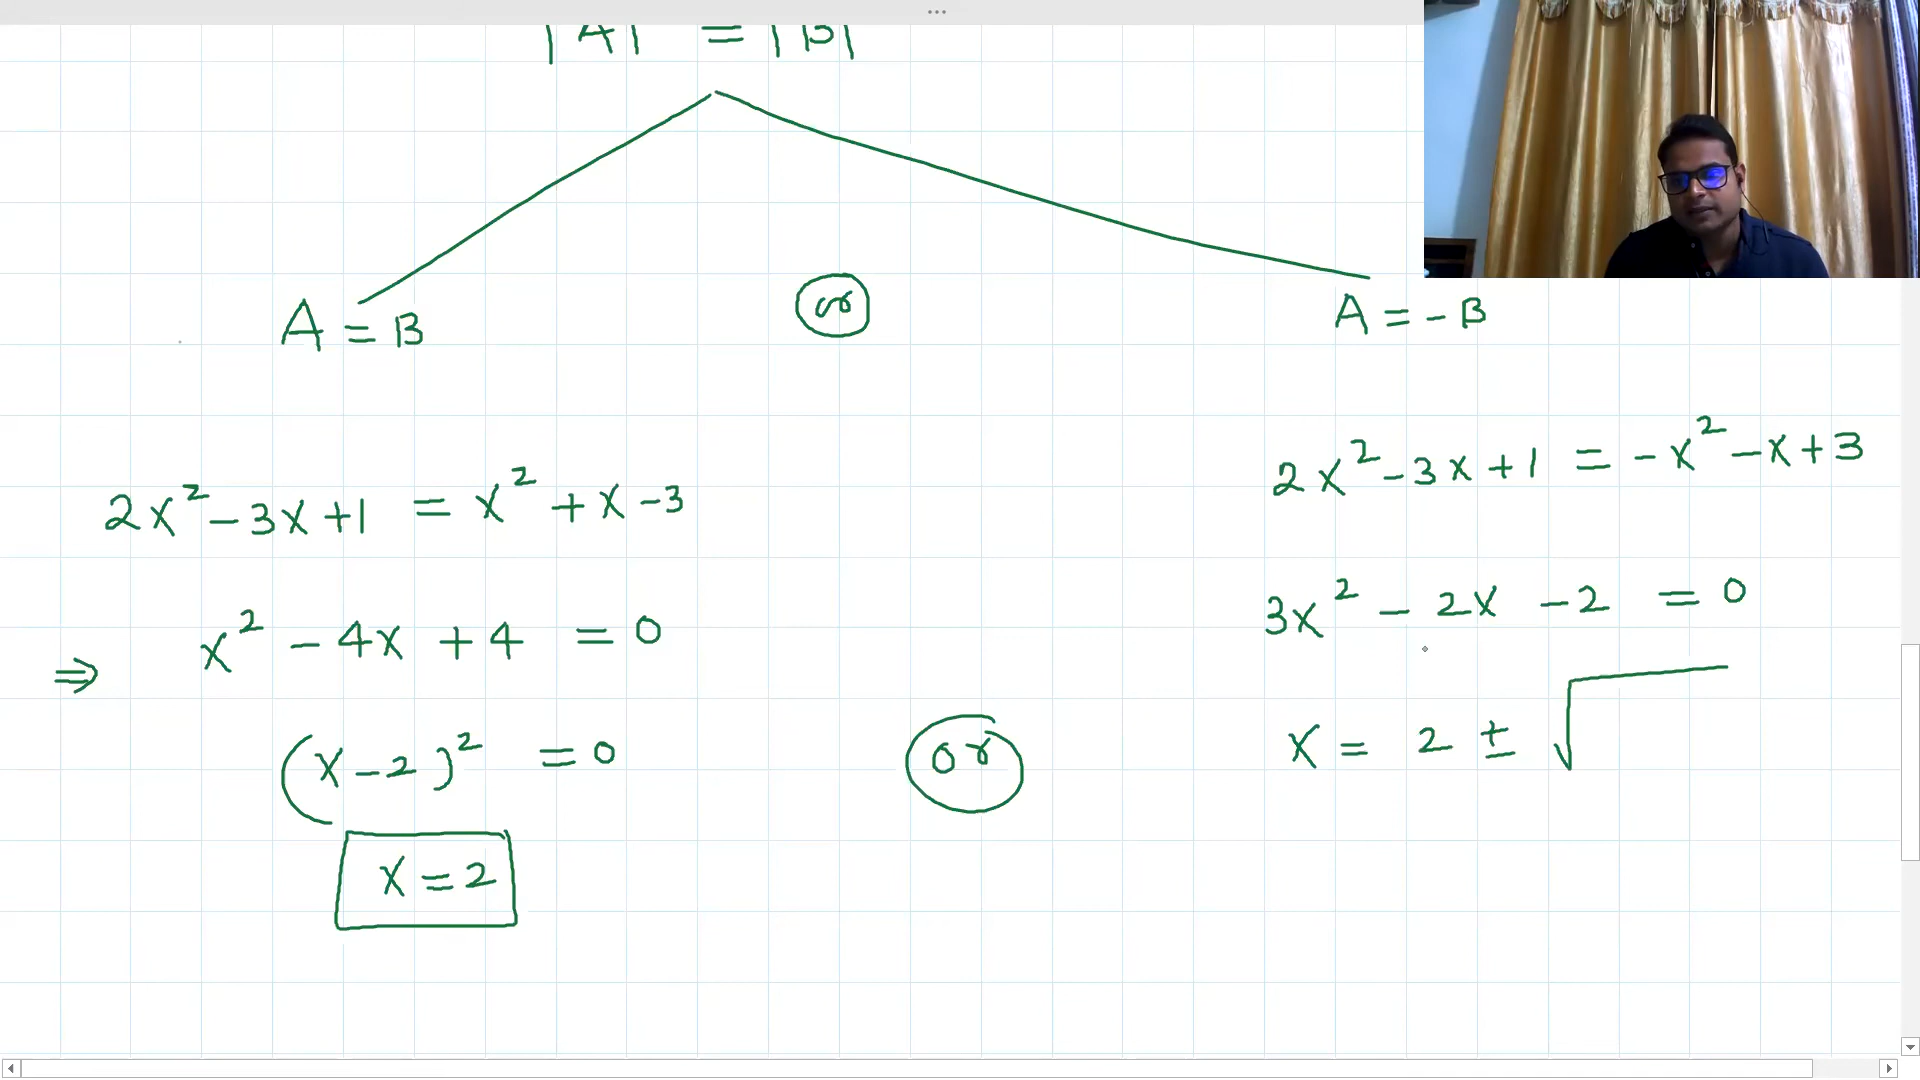 |A| = |B|
A = B
or
A = - B
2x² - 3x + 1 = x² + x - 3
⇒ x² - 4x + 4 = 0
(x - 2)² = 0
x = 2
or
2x² - 3x + 1 = - x² - x + 3
3x² - 2x - 2 = 0
x = 2 ± √